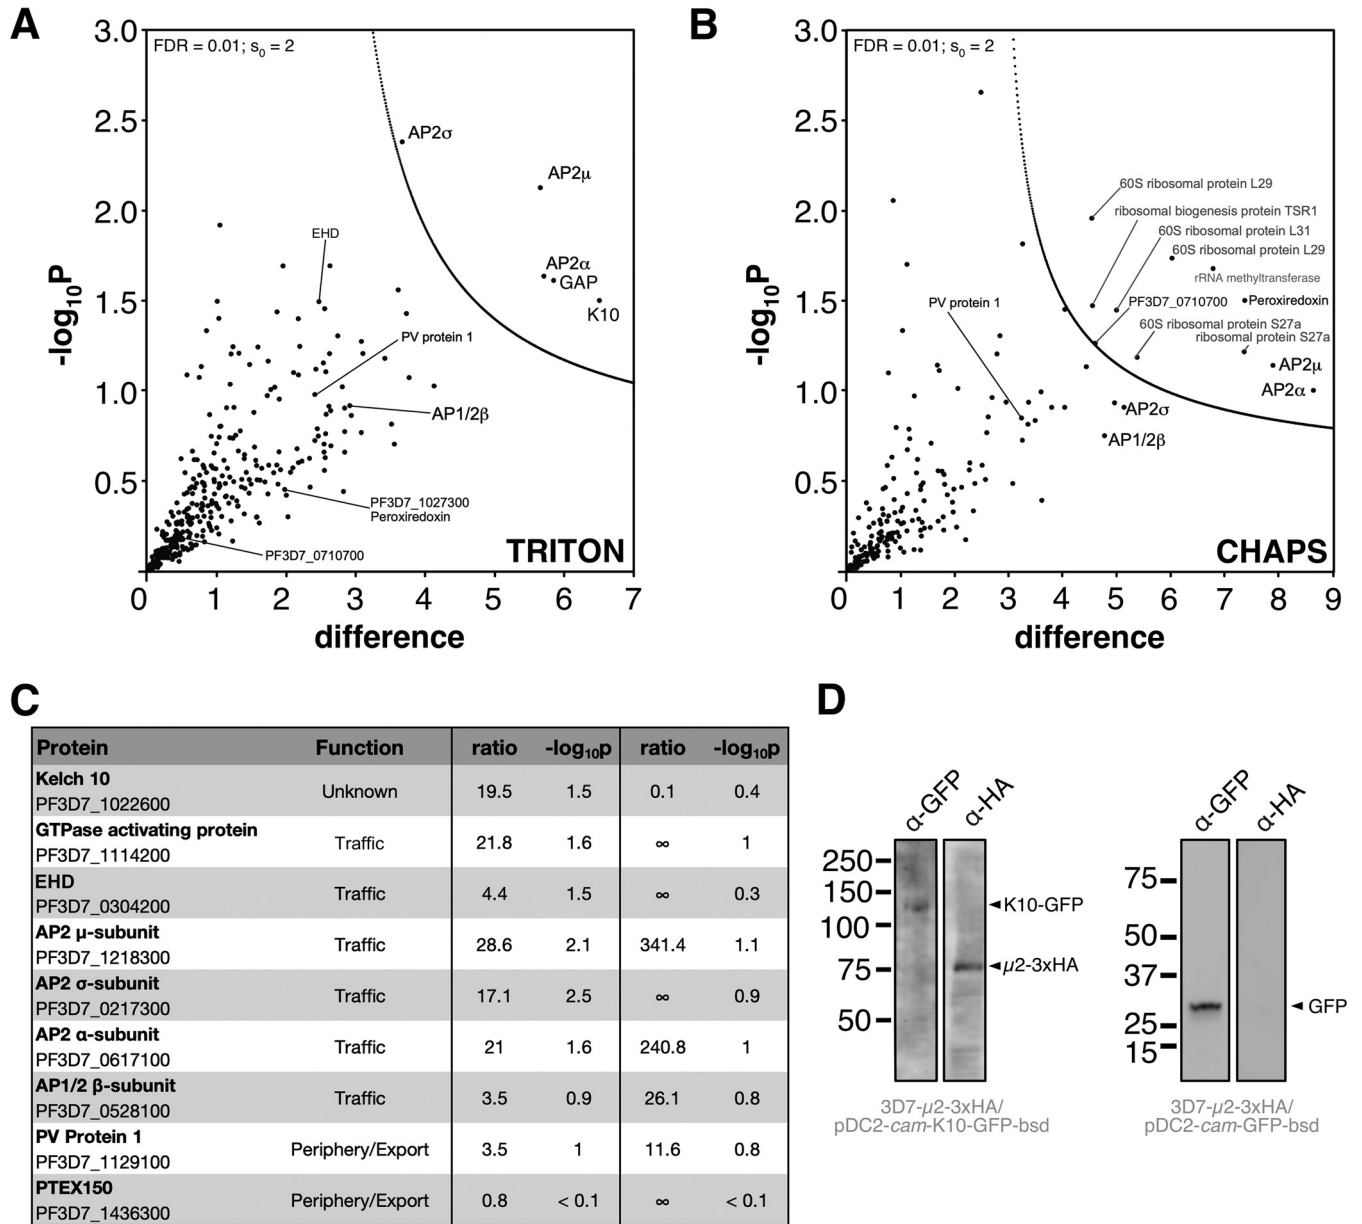 A
FDR = 0.01; s0 = 2
3.0
2.5
2.0
1.5
1.0
0.5
-log10P
AP2σ
AP2μ
EHD
AP2α
GAP
K10
PV protein 1
AP1/2β
PF3D7_1027300
Peroxiredoxin
PF3D7_0710700
TRITON
0 1 2 3 4 5 6 7
difference
B
FDR = 0.01; s0 = 2
3.0
2.5
2.0
1.5
1.0
0.5
-log10P
60S ribosomal protein L29
ribosomal biogenesis protein TSR1
60S ribosomal protein L31
60S ribosomal protein L29
rRNA methyltransferase
PV protein 1
PF3D7_0710700
Peroxiredoxin
60S ribosomal protein S27a
ribosomal protein S27a
AP2μ
AP2α
AP2σ
AP1/2β
CHAPS
0 1 2 3 4 5 6 7 8 9
difference
C
Protein Function ratio -log10p ratio -log10p
Kelch 10
PF3D7_1022600 Unknown 19.5 1.5 0.1 0.4
GTPase activating protein
PF3D7_1114200 Traffic 21.8 1.6 ∞ 1
EHD
PF3D7_0304200 Traffic 4.4 1.5 ∞ 0.3
AP2 μ-subunit
PF3D7_1218300 Traffic 28.6 2.1 341.4 1.1
AP2 σ-subunit
PF3D7_0217300 Traffic 17.1 2.5 ∞ 0.9
AP2 α-subunit
PF3D7_0617100 Traffic 21 1.6 240.8 1
AP1/2 β-subunit
PF3D7_0528100 Traffic 3.5 0.9 26.1 0.8
PV Protein 1
PF3D7_1129100 Periphery/Export 3.5 1 11.6 0.8
PTEX150
PF3D7_1436300 Periphery/Export 0.8 < 0.1 ∞ < 0.1
D
α-GFP
α-HA
250
150
100
75
50
K10-GFP
μ2-3xHA
3D7-μ2-3xHA/
pDC2-cam-K10-GFP-bsd
α-GFP
α-HA
75
50
37
25
15
GFP
3D7-μ2-3xHA/
pDC2-cam-GFP-bsd